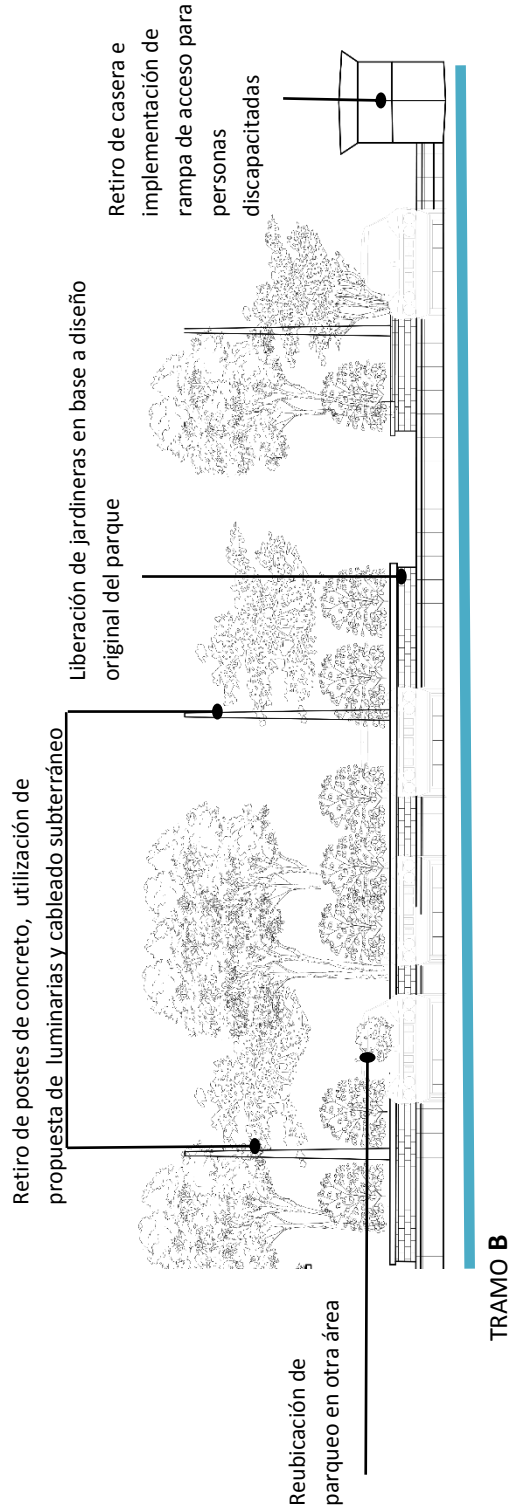 Retiro de postes de concreto, utilización de
propuesta de luminarias y cableado subterráneo
Liberación de jardineras en base a diseño
original del parque
Retiro de casera e
implementación de
rampa de acceso para
personas
discapacitadas
Reubicación de
parqueo en otra área
TRAMO B